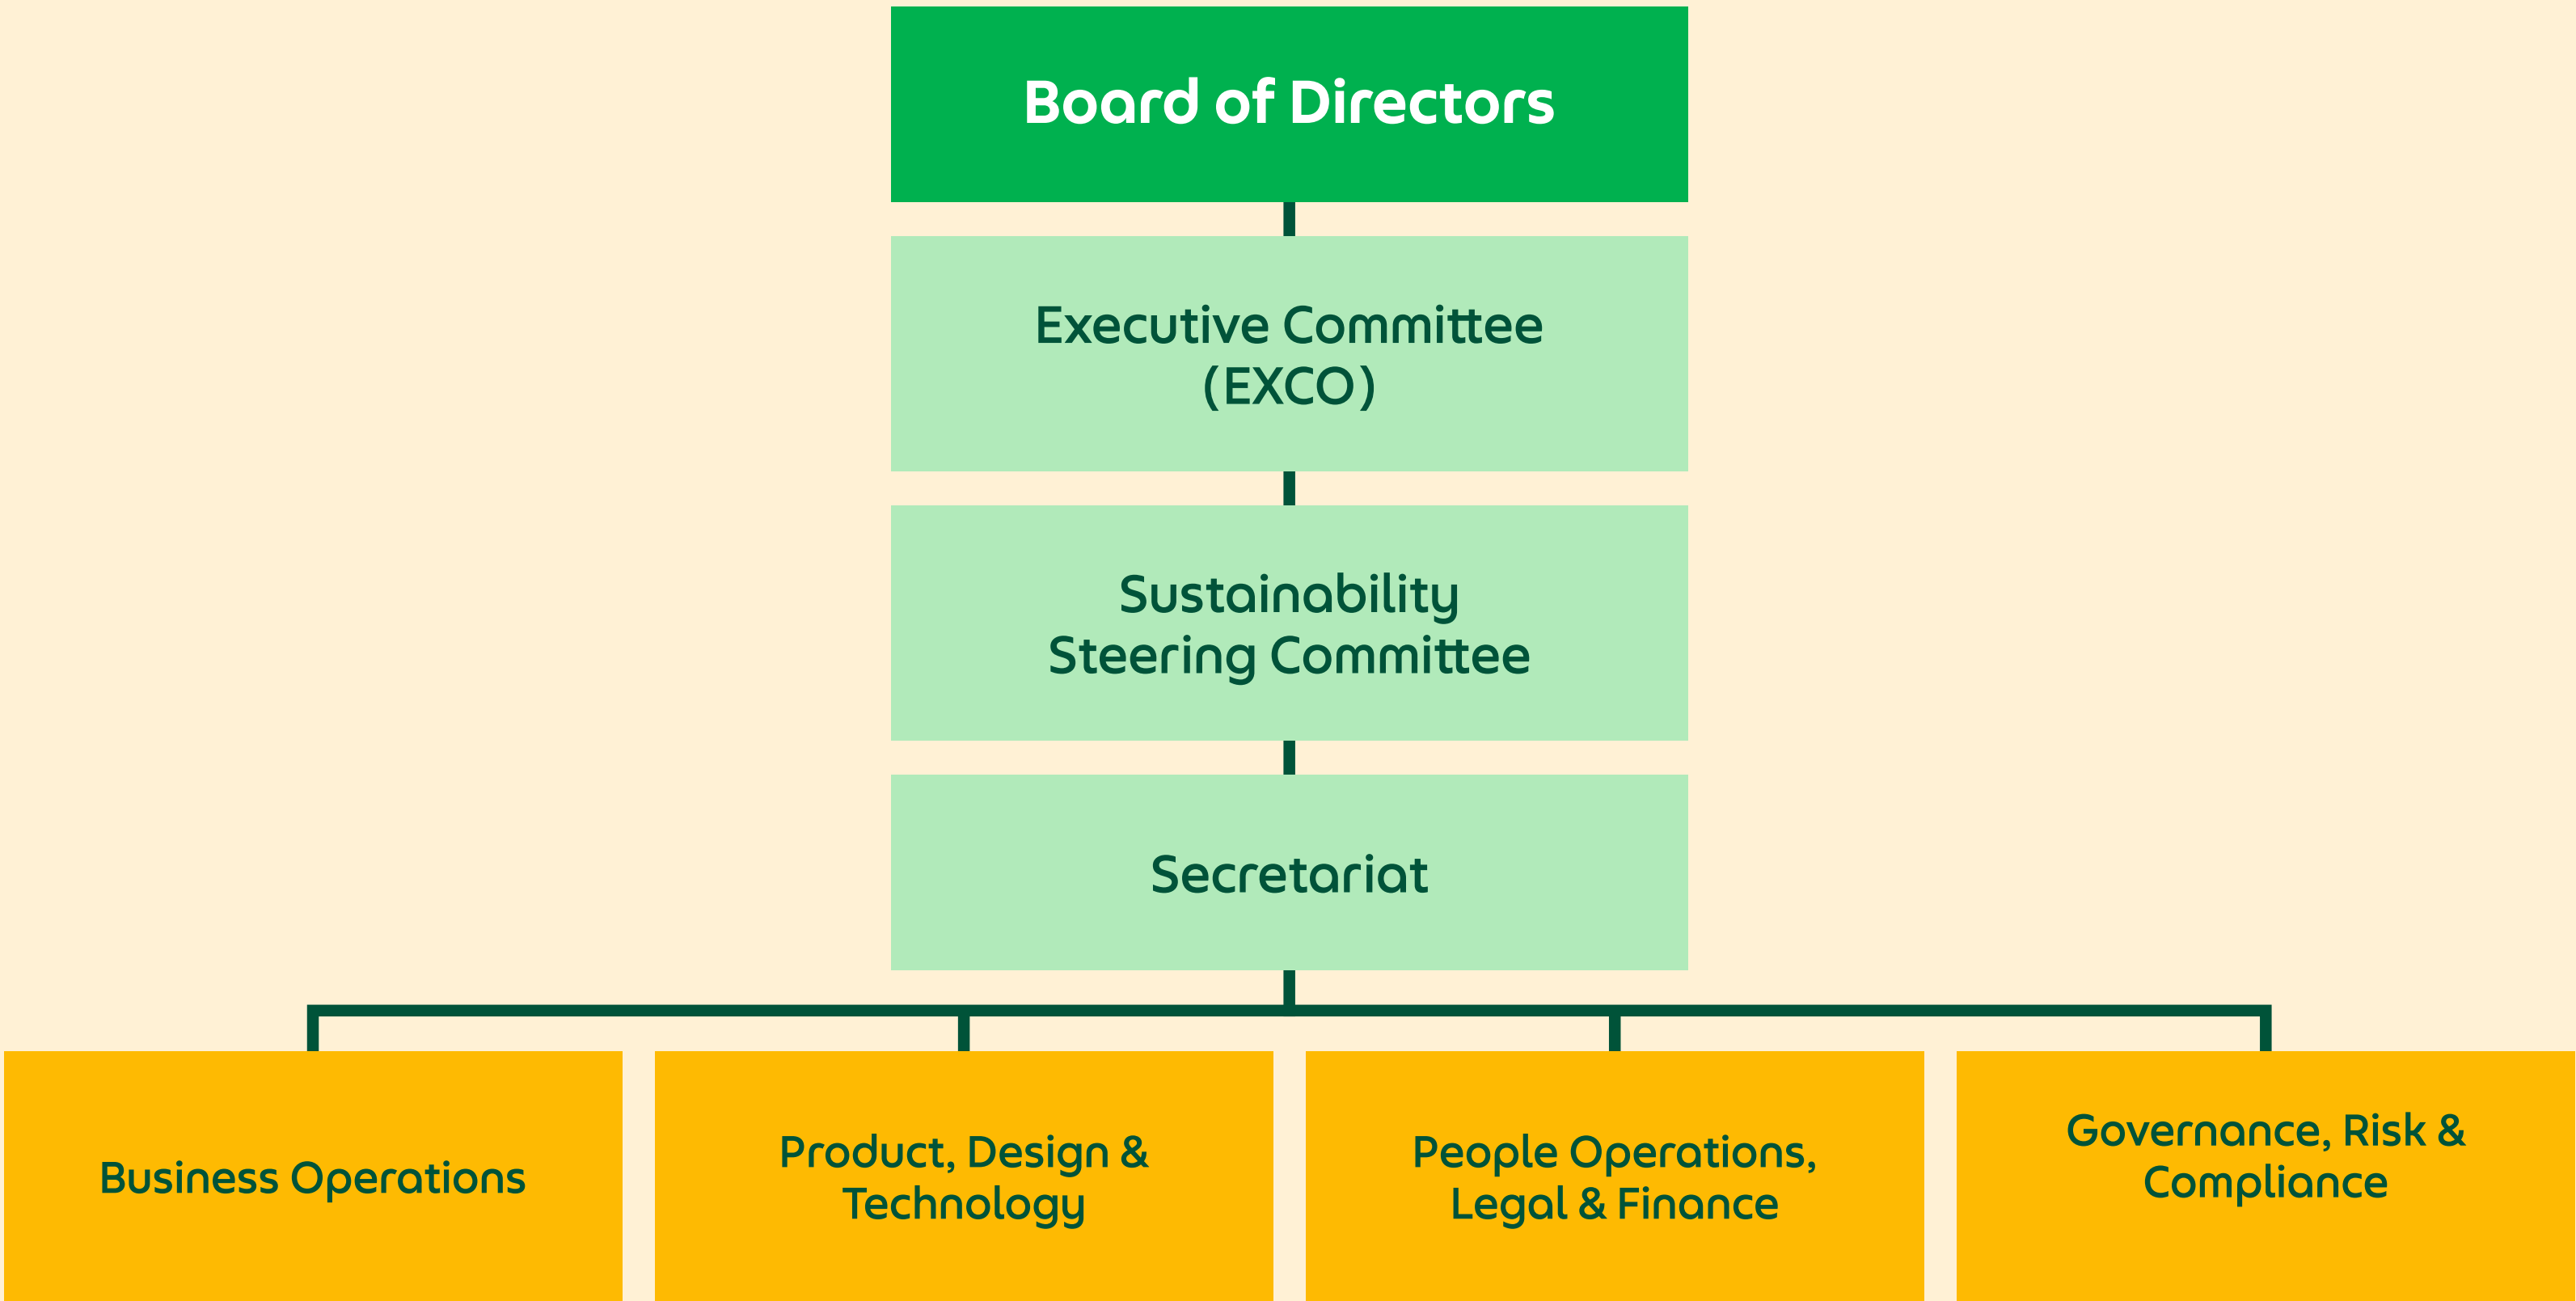 Board of Directors
Executive Committee
(EXCO)
Sustainability
Steering Committee
Secretariat
Business Operations
Product, Design &
Technology
People Operations,
Legal & Finance
Governance, Risk &
Compliance